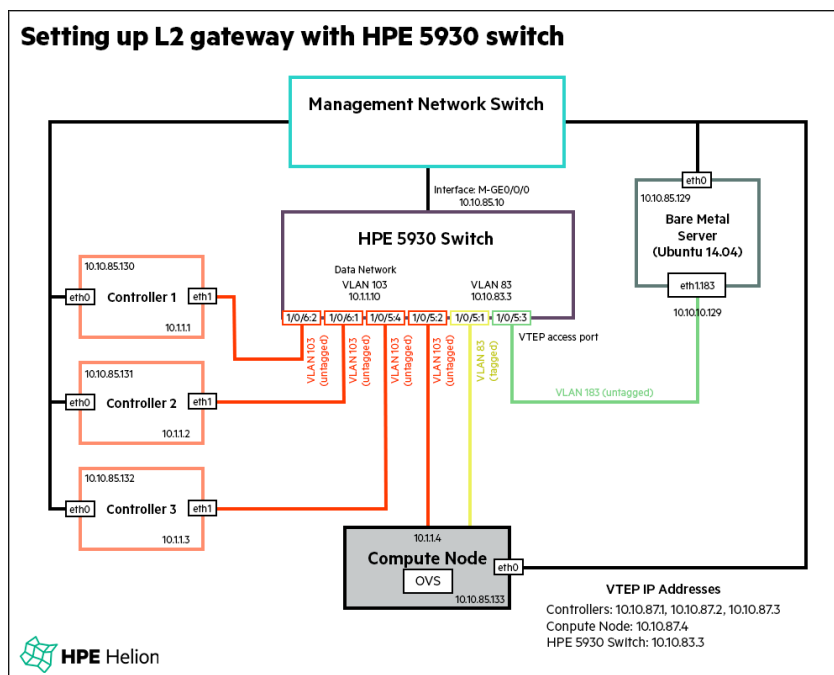 Setting up L2 gateway with HPE 5930 switch
Management Network Switch
Interface: M-GE0/0/0
10.10.85.10
eth0
10.10.85.129
Bare Metal
Server
(Ubuntu 14.04)
eth1.183
10.10.10.129
HPE 5930 Switch
Data Network
VLAN 103
10.1.1.10
VLAN 83
10.10.83.3
1/0/6:2
1/0/6:1
1/0/5:4
1/0/5:2
1/0/5:1
1/0/5:3
VTEP access port
10.10.85.130
eth0
Controller 1
eth1
10.1.1.1
10.10.85.131
eth0
Controller 2
eth1
10.1.1.2
10.10.85.132
eth0
Controller 3
eth1
10.1.1.3
VLAN 103
(untagged)
VLAN 103
(untagged)
VLAN 103
(untagged)
VLAN 103
(untagged)
VLAN 83
(tagged)
VLAN 183 (untagged)
10.1.1.4
Compute Node
OVS
eth0
10.10.85.133
VTEP IP Addresses
Controllers: 10.10.87.1, 10.10.87.2, 10.10.87.3
Conpute Node: 10.10.87.4
HPE 5930 Switch: 10.10.83.3
HPE Helion